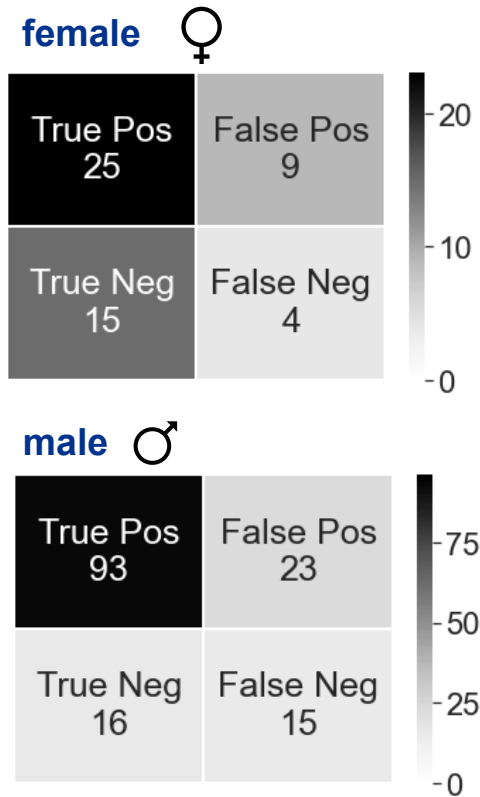 female ♀
True Pos
25
False Pos
9
True Neg
15
False Neg
4
20
10
0
male ♂
True Pos
93
False Pos
23
True Neg
16
False Neg
15
75
50
25
0